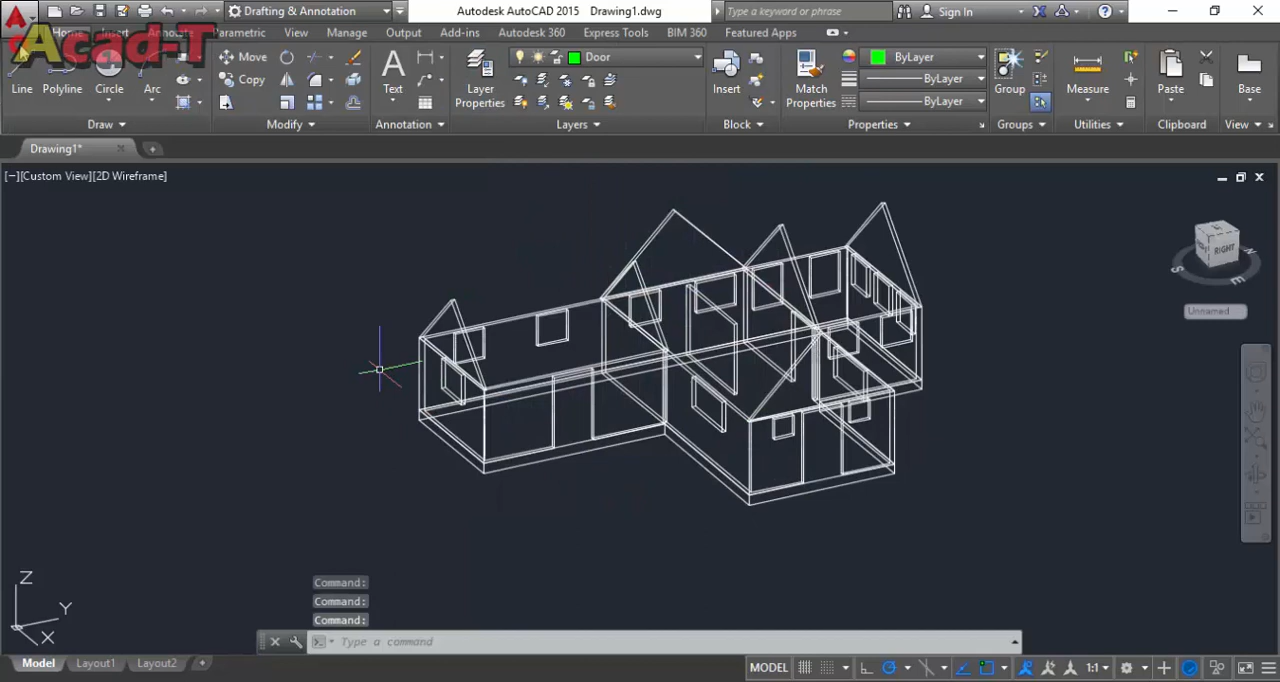 Drafting & Annotation
Autodesk AutoCAD 2015 Drawing1.dwg
Type a keyword or phrase
Sign In
Acad-T
Home Insert Annotate Parametric View Manage Output Add-ins Autodesk 360 Express Tools BIM 360 Featured Apps
Move
Copy
Line Polyline Circle Arc
Text
Layer
Properties
Door
Insert
Match
Properties
ByLayer
ByLayer
ByLayer
Group
Measure
Paste
Base
Draw Modify Annotation Layers Block Properties Groups Utilities Clipboard View
Drawing1*
[−][Custom View][2D Wireframe]
RIGHT
S
E
N
Unnamed
Z
Y
X
Command:
Command:
Command:
Type a command
Model Layout1 Layout2
MODEL
1:1